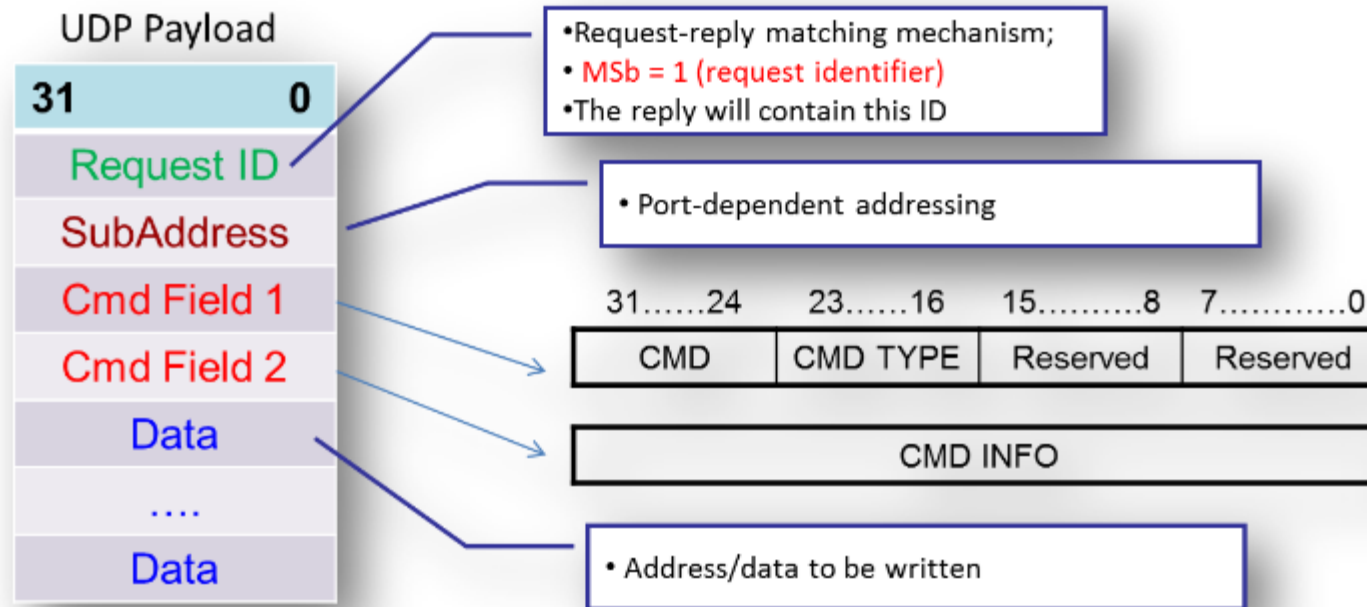 UDP Payload
31 0
Request ID
SubAddress
Cmd Field 1
Cmd Field 2
Data
....
Data
•Request-reply matching mechanism;
• MSb = 1 (request identifier)
•The reply will contain this ID
• Port-dependent addressing
31......24 23......16 15..........8 7............0
CMD CMD TYPE Reserved Reserved
CMD INFO
• Address/data to be written